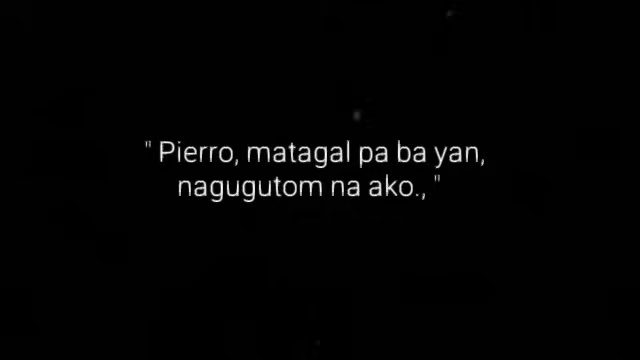 " Pierro, matagal pa ba yan,
nagugutom na ako., "